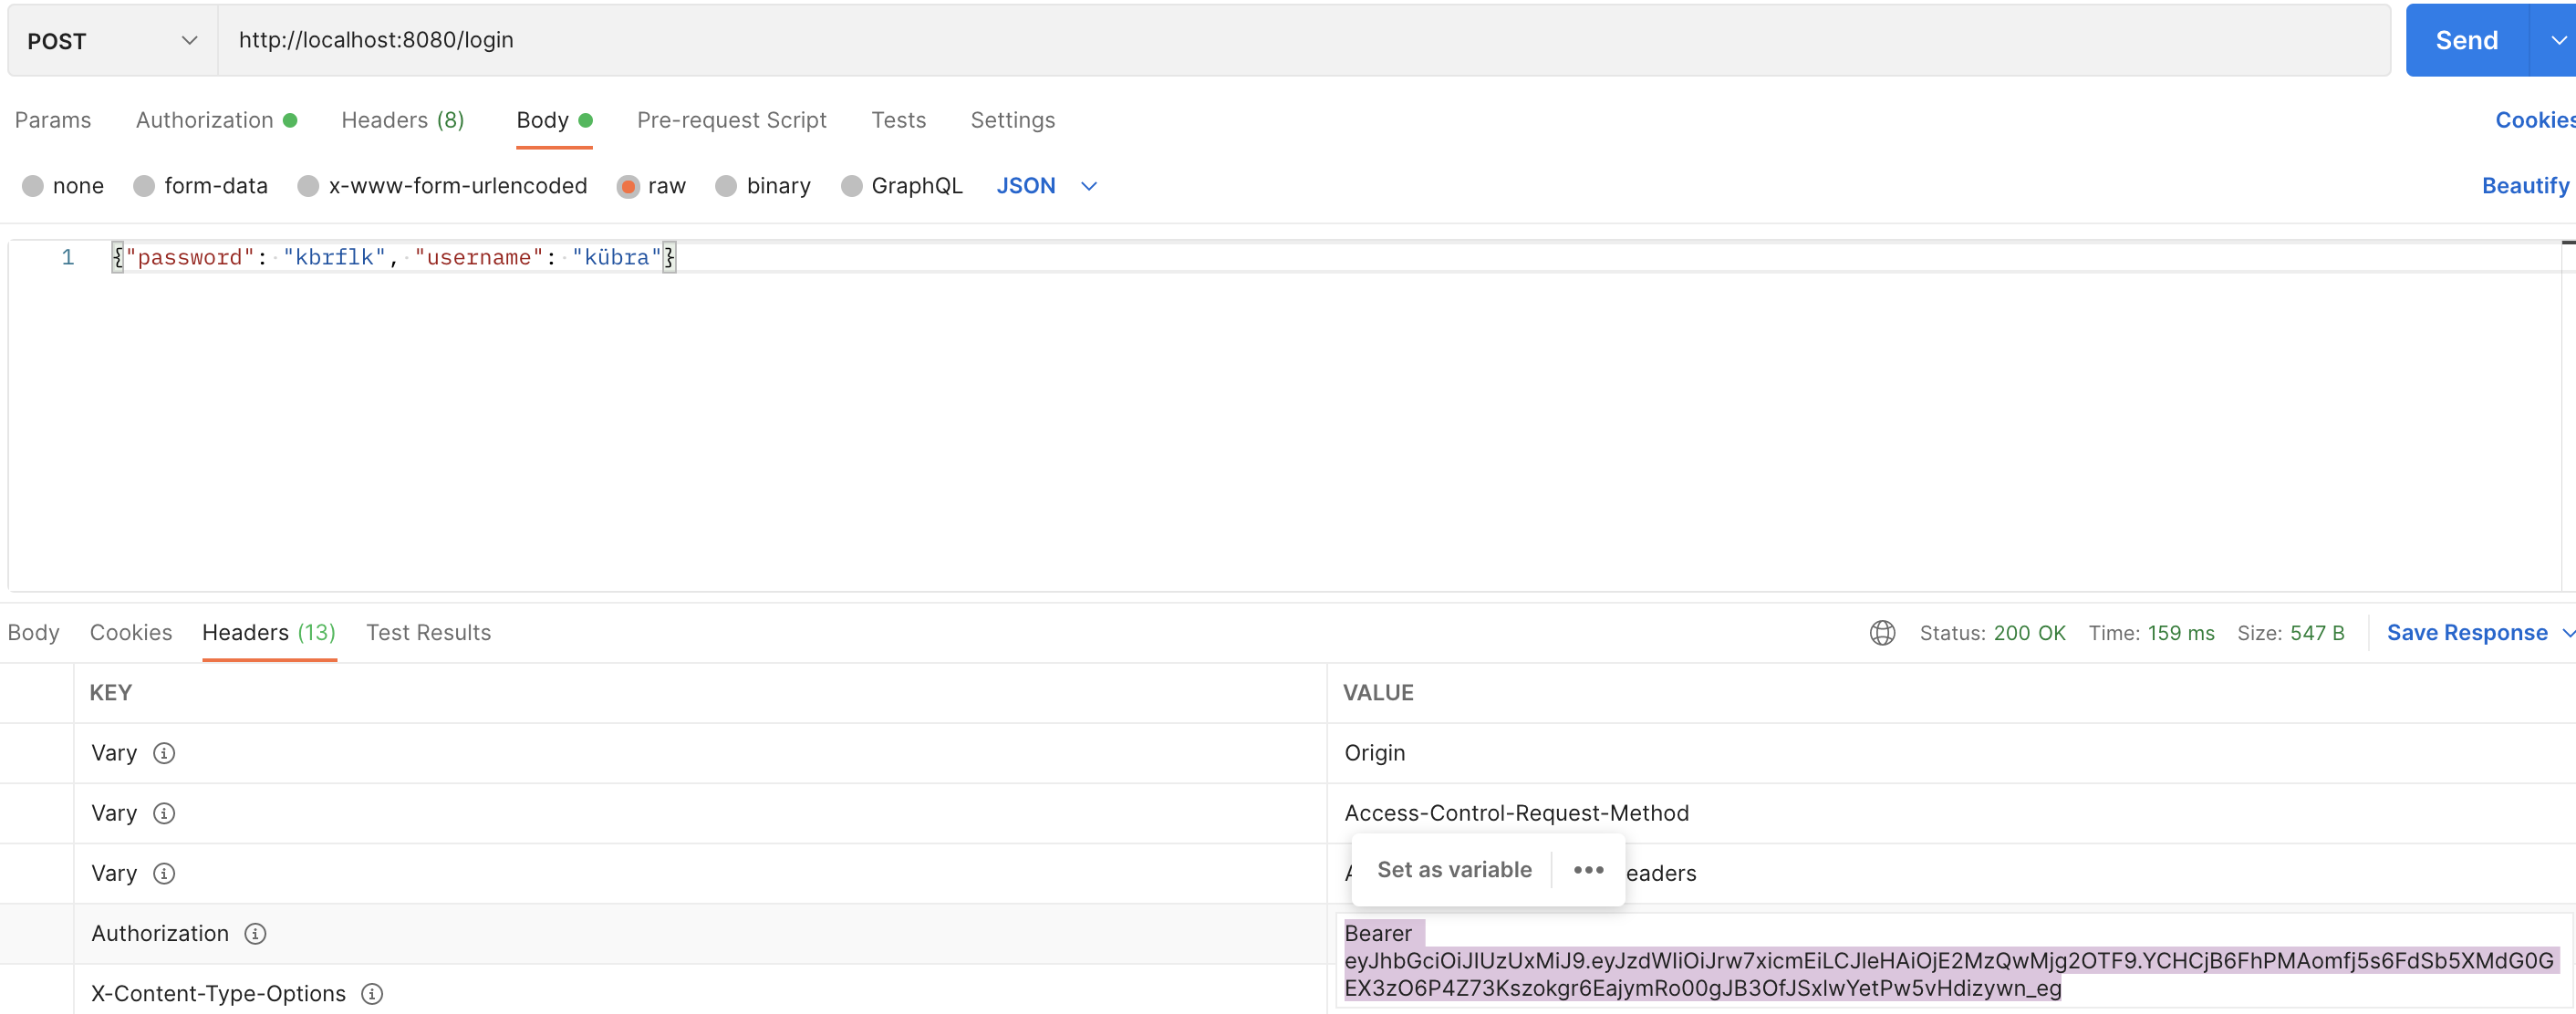 POST http://localhost:8080/login Send
Params Authorization Headers (8) Body Pre-request Script Tests Settings Cookies
none form-data x-www-form-urlencoded raw binary GraphQL JSON Beautify
1 {"password": "kbrflk", "username": "kübra"}
Body Cookies Headers (13) Test Results Status: 200 OK Time: 159 ms Size: 547 B Save Response
KEY VALUE
Vary Origin
Vary Access-Control-Request-Method
Set as variable
Vary eaders
Authorization Bearer
eyJhbGciOiJIUzUxMiJ9.eyJzdWIiOiJrw7xicmEiLCJleHAiOjE2MzQwMjg2OTF9.YCHCjB6FhPMAomfj5s6FdSb5XMdG0G
EX3zO6P4Z73Kszokgr6EajymRo00gJB3OfJSxlwYetPw5vHdizywn_eg
X-Content-Type-Options